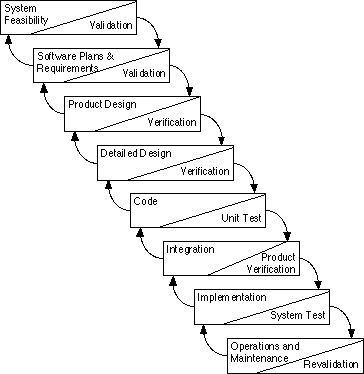 System
Feasibility
Validation
Software Plans &
Requirements
Validation
Product Design
Verification
Detailed Design
Verification
Code
Unit Test
Integration
Product
Verification
Implementation
System Test
Operations and
Maintenance
Revalidation